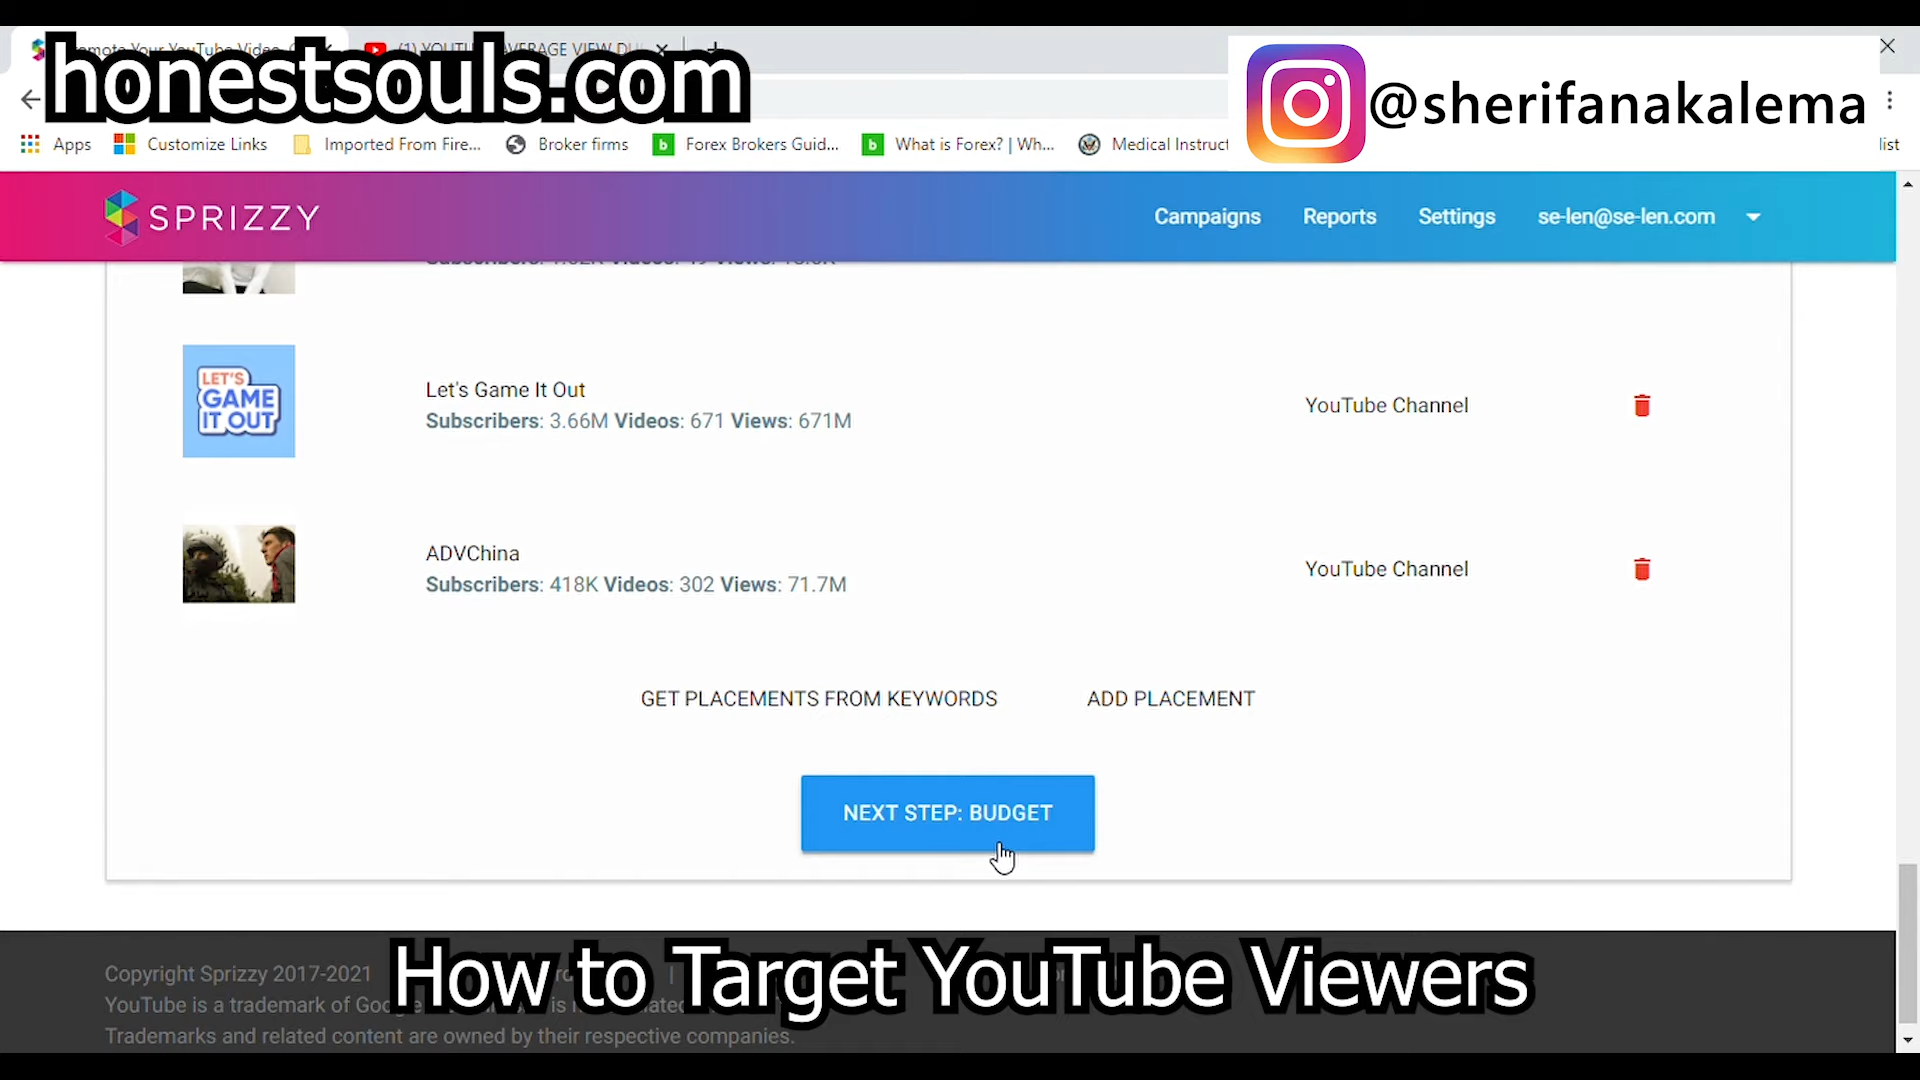 honestsouls.com
@sherifanakalema
Apps Customize Links Imported From Fire... Broker firms Forex Brokers Guid... What is Forex? | Wh... Medical Instruct list
SPRIZZY Campaigns Reports Settings se-len@se-len.com
LET'S GAME IT OUT
Let's Game It Out
Subscribers: 3.66M Videos: 671 Views: 671M
YouTube Channel
ADVChina
Subscribers: 418K Videos: 302 Views: 71.7M
YouTube Channel
GET PLACEMENTS FROM KEYWORDS ADD PLACEMENT
NEXT STEP: BUDGET
How to Target YouTube Viewers
Copyright Sprizzy 2017-2021
YouTube is a trademark of
Trademarks and related content are owned by their respective companies.